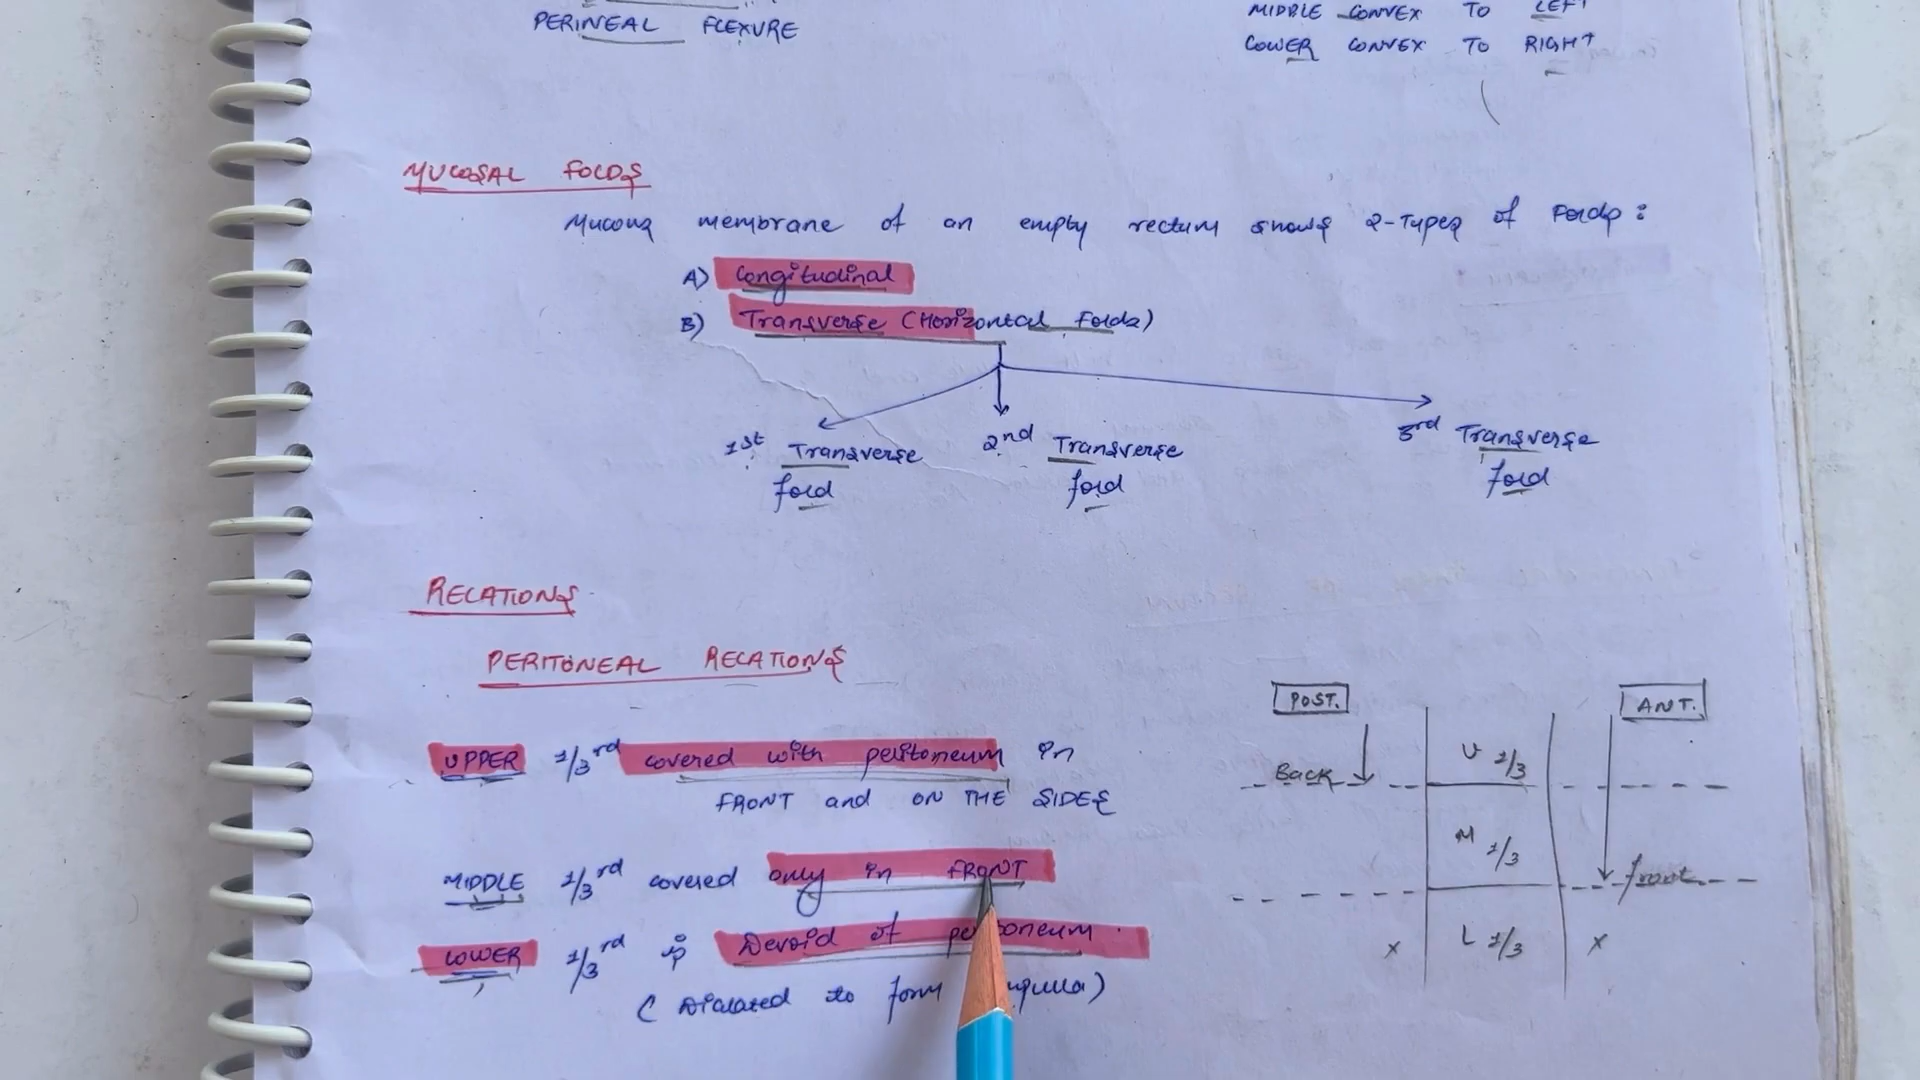 PERINEAL FLEXURE
MIDDLE CONVEX TO LEFT
LOWER CONVEX TO RIGHT
MUCOSAL FOLDS
Mucous membrane of an empty rectum shows 2-Types of Folds:
A) Longitudinal
B) Transverse (Horizontal Folds)
1st Transverse fold
2nd Transverse fold
3rd Transverse fold
RELATIONS
PERITONEAL RELATIONS
UPPER 1/3rd covered with peritoneum in
FRONT and ON THE SIDES
MIDDLE 1/3rd covered only in FRONT
LOWER 1/3rd is Devoid of peritoneum.
( Dialated to form
POST.
ANT.
U 1/3
Back
M 1/3
front
x L 1/3 x